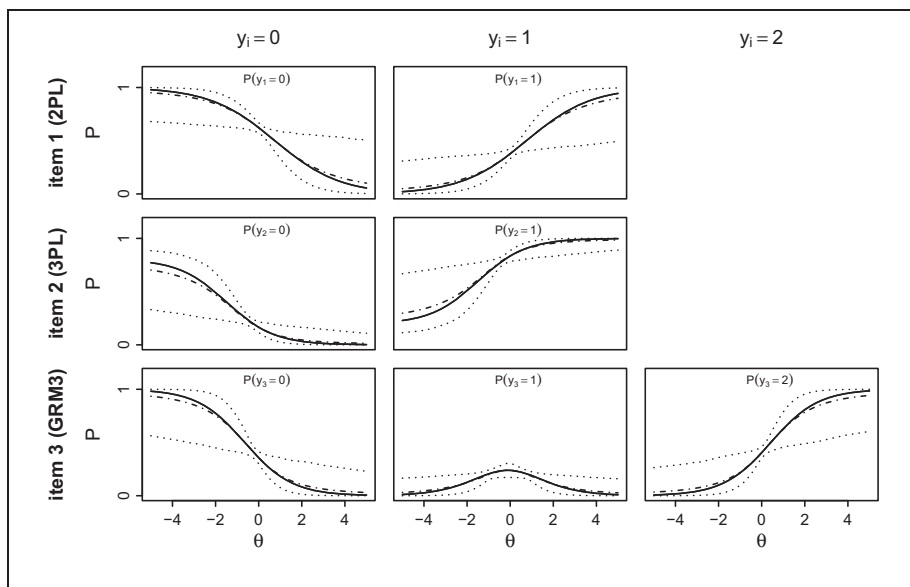 yᵢ = 0 yᵢ = 1 yᵢ = 2
item 1 (2PL)
P
1
0
P(y₁ = 0)
P(y₁ = 1)
item 2 (3PL)
P
1
0
P(y₂ = 0)
P(y₂ = 1)
item 3 (GRM3)
P
1
0
P(y₃ = 0)
P(y₃ = 1)
P(y₃ = 2)
−4 −2 0 2 4
−4 −2 0 2 4
−4 −2 0 2 4
θ θ θ